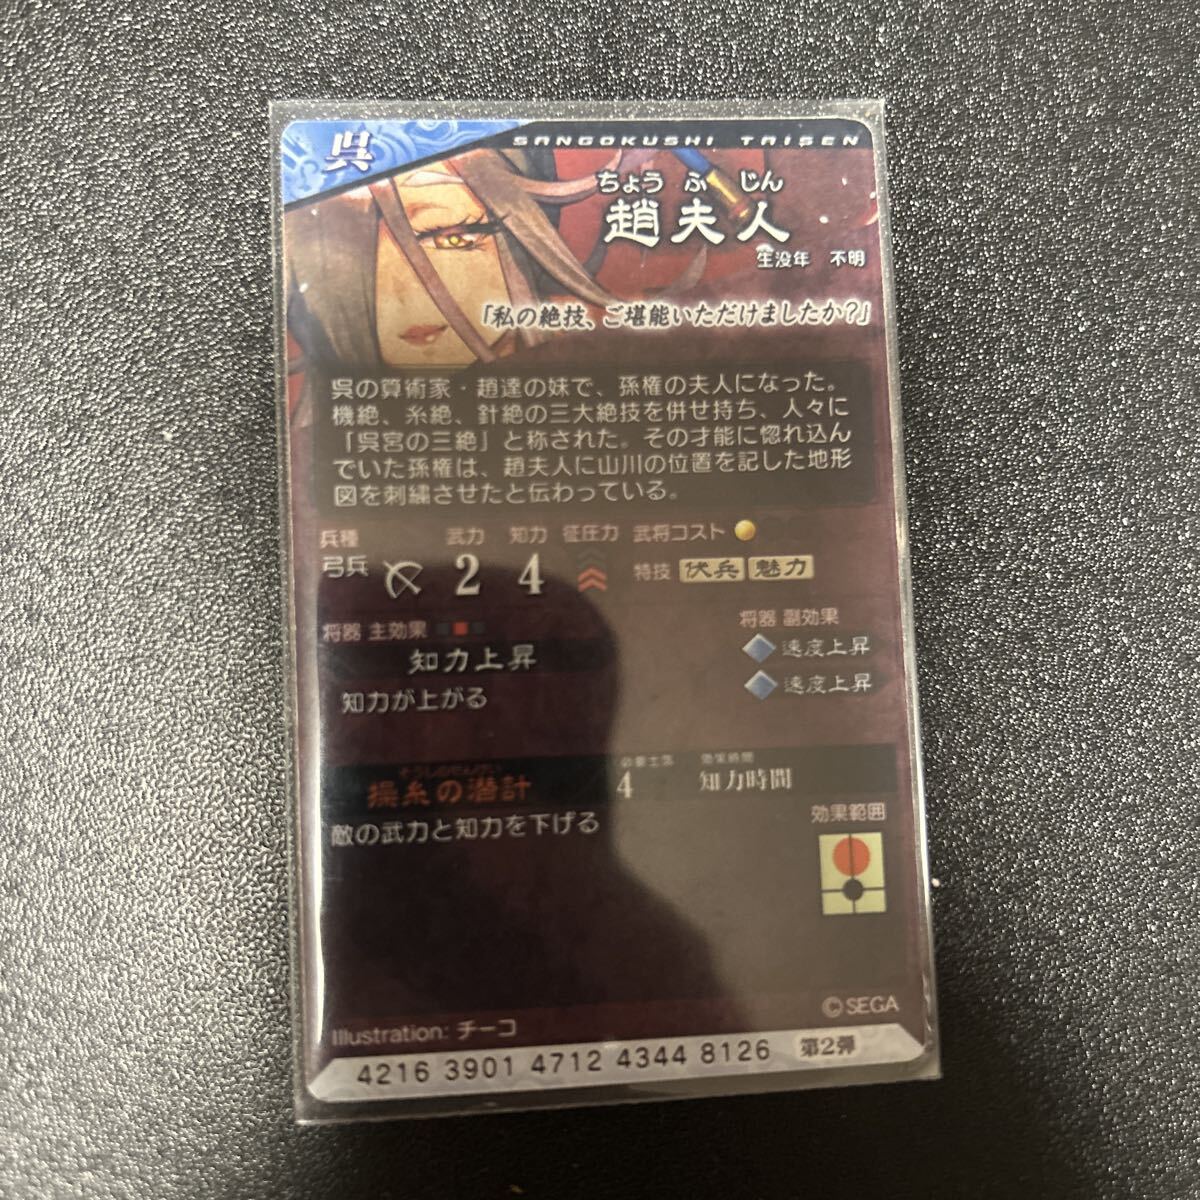 呉
SANGOKUSHI TAISEN
ちょう ふ じん
趙夫人
生没年 不明
「私の絶技、ご堪能いただけましたか?」
呉の算術家・趙達の妹で、孫権の夫人になった。
機絶、糸絶、針絶の三大絶技を併せ持ち、人々に
「呉宮の三絶」と称された。その才能に惚れ込ん
でいた孫権は、趙夫人に山川の位置を記した地形
図を刺繍させたと伝わっている。
兵種 武力 知力 征圧力 武将コスト
弓兵 2 4 特技 伏兵 魅力
将器 主効果 将器 副効果
知力上昇 速度上昇
知力が上がる 速度上昇
そうしのせんけい 必要士気 効果時間
操糸の潜計 4 知力時間
敵の武力と知力を下げる 効果範囲
©SEGA
Illustration: チーコ
4216 3901 4712 4344 8126 第2弾